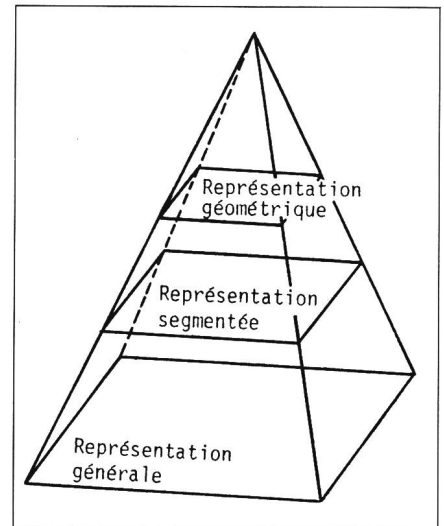 Représentation
géométrique
Représentation
segmentée
Représentation
générale